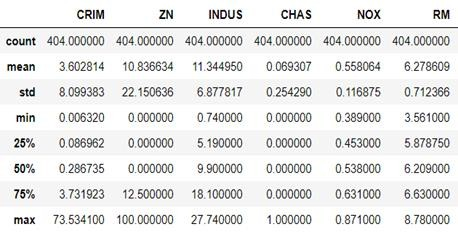 CRIM ZN INDUS CHAS NOX RM
count 404.000000 404.000000 404.000000 404.000000 404.000000 404.000000
mean 3.602814 10.836634 11.344950 0.069307 0.558064 6.278609
std 8.099383 22.150636 6.877817 0.254290 0.116875 0.712366
min 0.006320 0.000000 0.740000 0.000000 0.389000 3.561000
25% 0.086962 0.000000 5.190000 0.000000 0.453000 5.878750
50% 0.286735 0.000000 9.900000 0.000000 0.538000 6.209000
75% 3.731923 12.500000 18.100000 0.000000 0.631000 6.630000
max 73.534100 100.000000 27.740000 1.000000 0.871000 8.780000